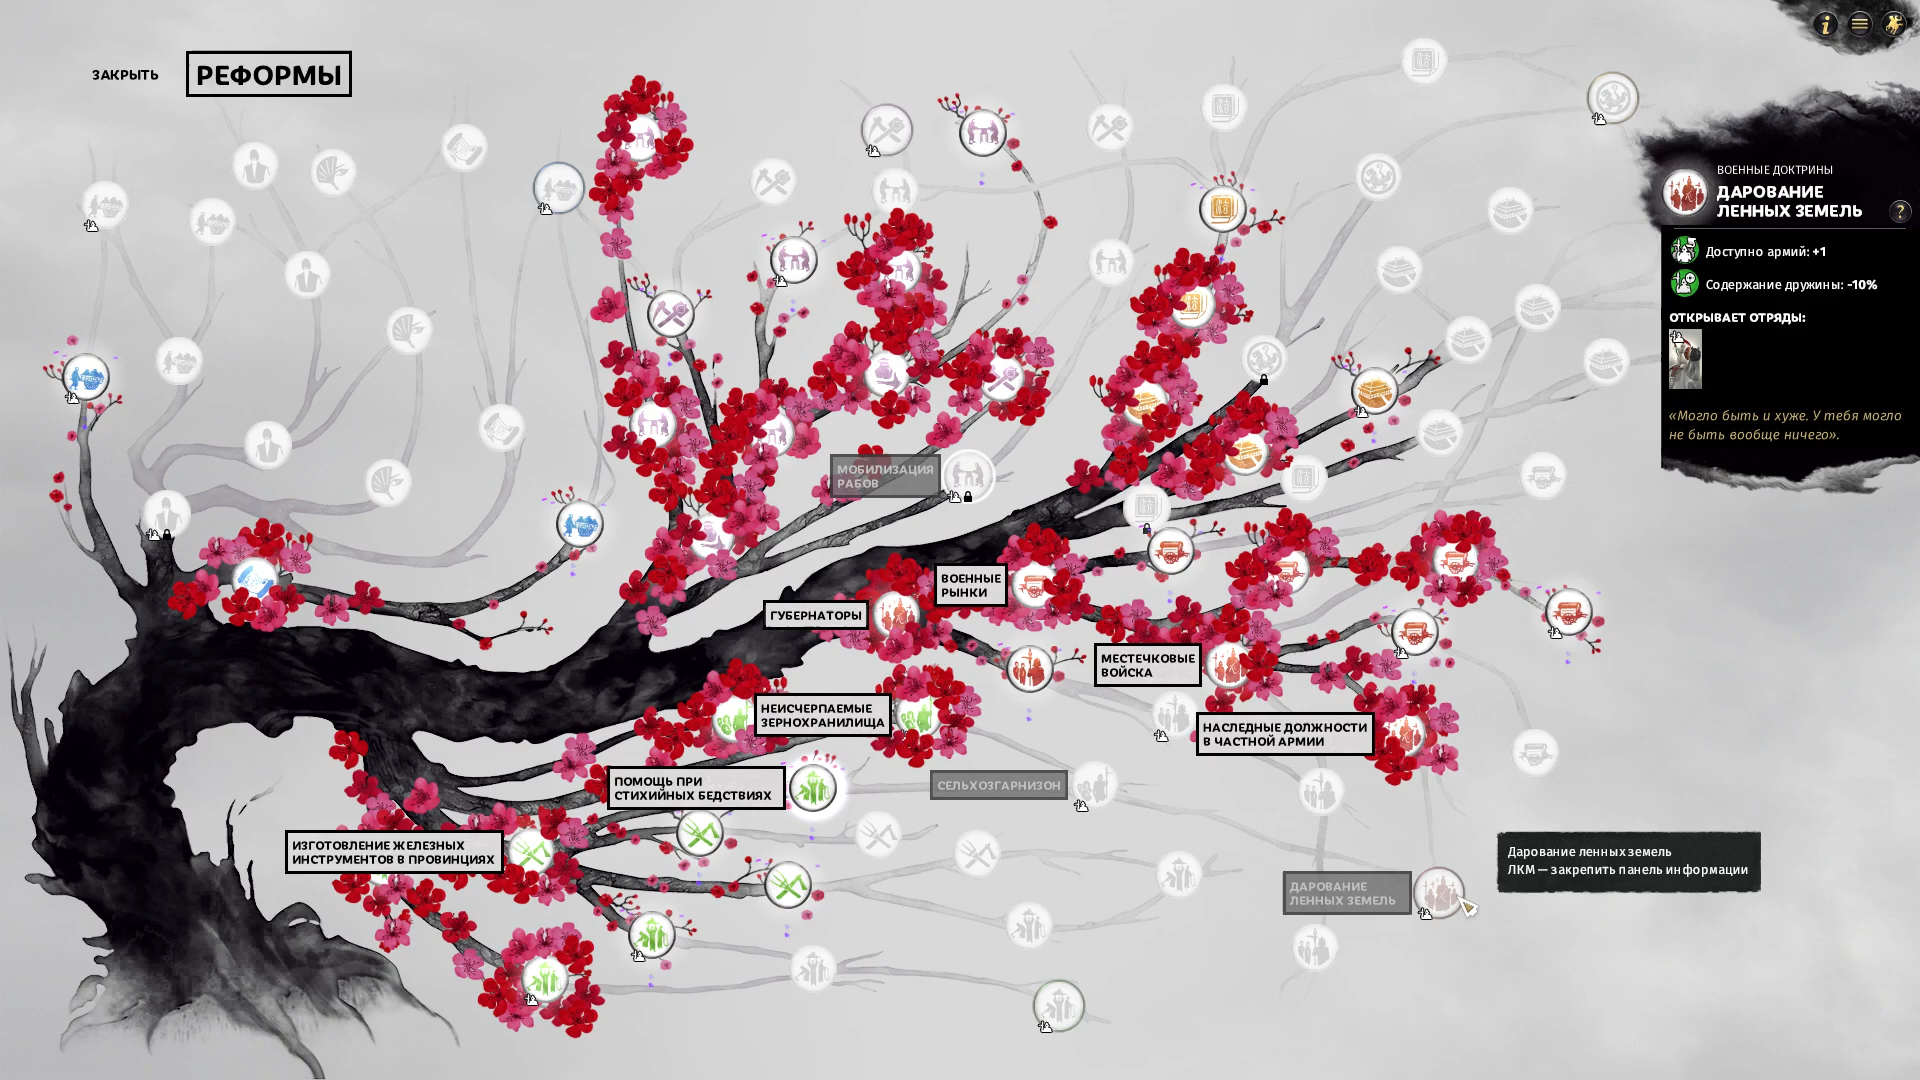 ЗАКРЫТЬ
РЕФОРМЫ
ВОЕННЫЕ ДОКТРИНЫ
ДАРОВАНИЕ
ЛЕННЫХ ЗЕМЕЛЬ
?
Доступно армий: +1
Содержание дружины: -10%
ОТКРЫВАЕТ ОТРЯДЫ:
«Могло быть и хуже. У тебя могло
не быть вообще ничего».
МОБИЛИЗАЦИЯ
РАБОВ
ВОЕННЫЕ
РЫНКИ
ГУБЕРНАТОРЫ
МЕСТЕЧКОВЫЕ
ВОЙСКА
НЕИСЧЕРПАЕМЫЕ
ЗЕРНОХРАНИЛИЩА
НАСЛЕДНЫЕ ДОЛЖНОСТИ
В ЧАСТНОЙ АРМИИ
ПОМОЩЬ ПРИ
СТИХИЙНЫХ БЕДСТВИЯХ
СЕЛЬХОЗГАРНИЗОН
ИЗГОТОВЛЕНИЕ ЖЕЛЕЗНЫХ
ИНСТРУМЕНТОВ В ПРОВИНЦИЯХ
ДАРОВАНИЕ
ЛЕННЫХ ЗЕМЕЛЬ
Дарование ленных земель
ЛКМ — закрепить панель информации